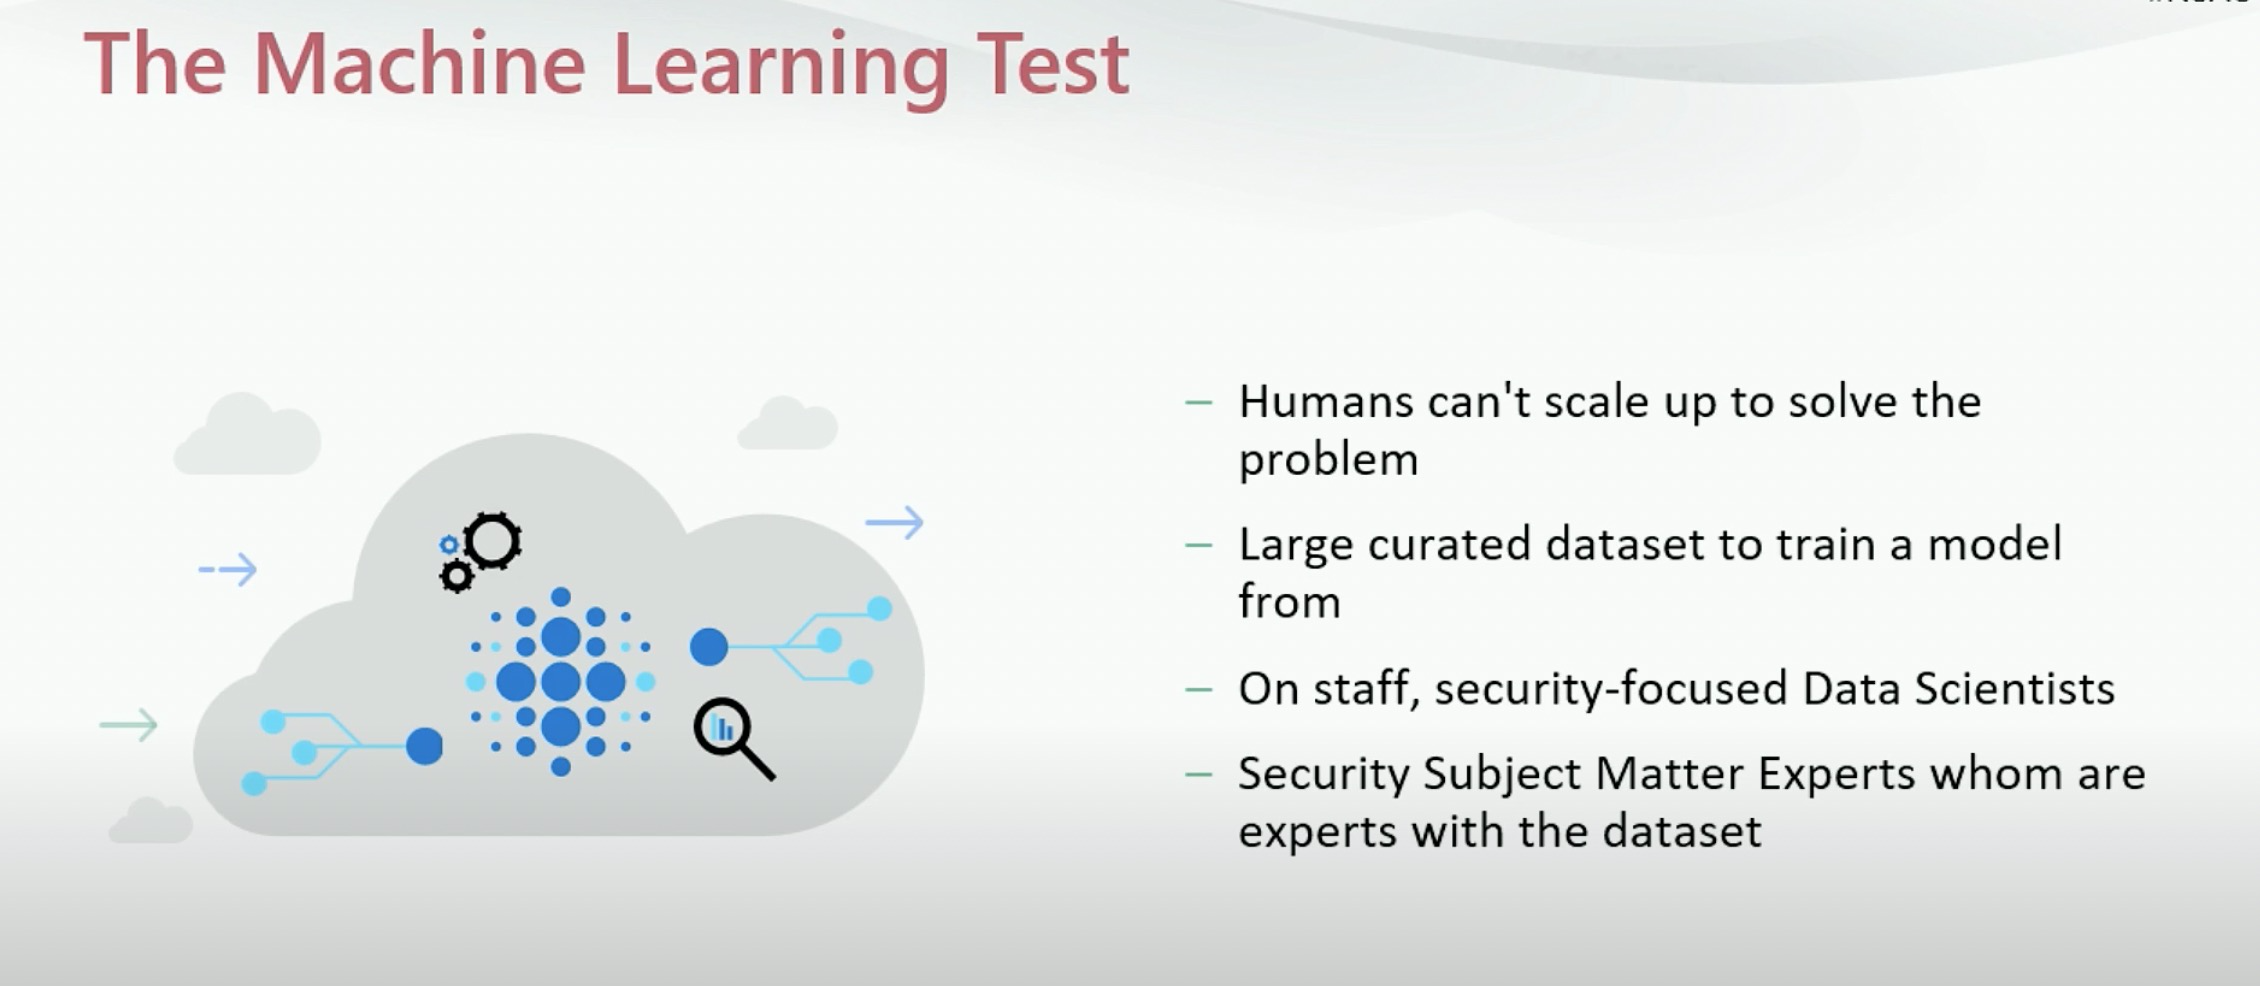 The Machine Learning Test
– Humans can't scale up to solve the
problem
– Large curated dataset to train a model
from
– On staff, security-focused Data Scientists
– Security Subject Matter Experts whom are
experts with the dataset